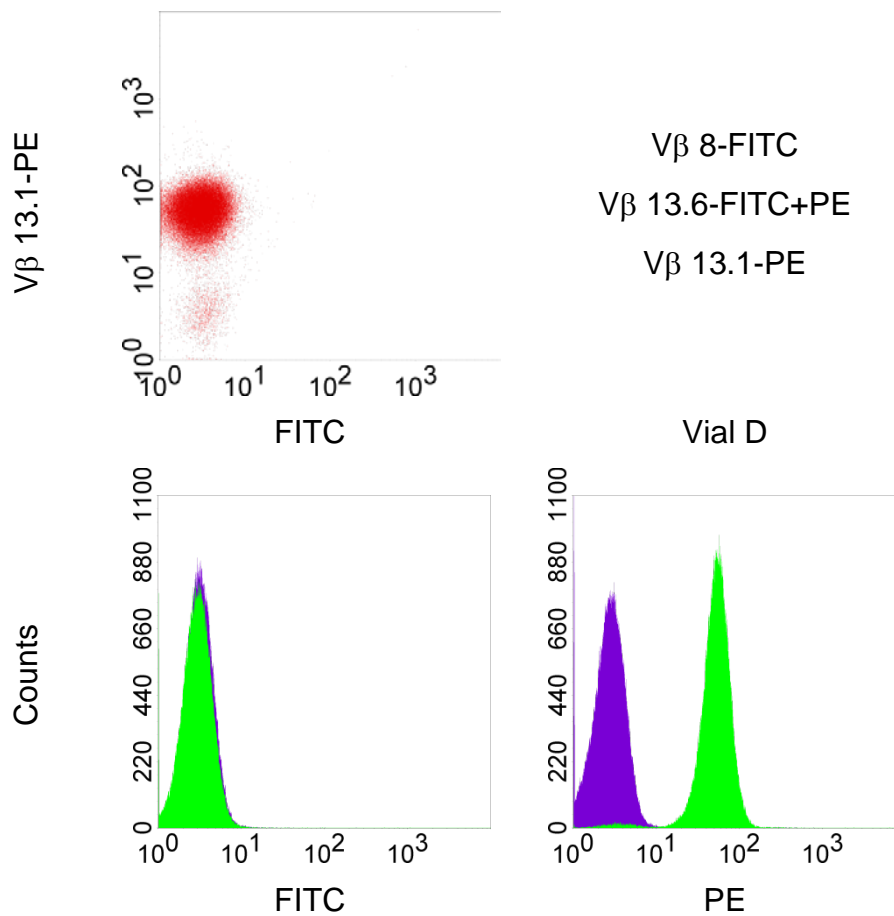 Vβ 13.1-PE
10³
10²
10¹
10⁰
10⁰ 10¹ 10² 10³
FITC
Vβ 8-FITC
Vβ 13.6-FITC+PE
Vβ 13.1-PE
Vial D
Counts
1100
880
660
440
220
0
10⁰ 10¹ 10² 10³
FITC
1100
880
660
440
220
0
10⁰ 10¹ 10² 10³
PE